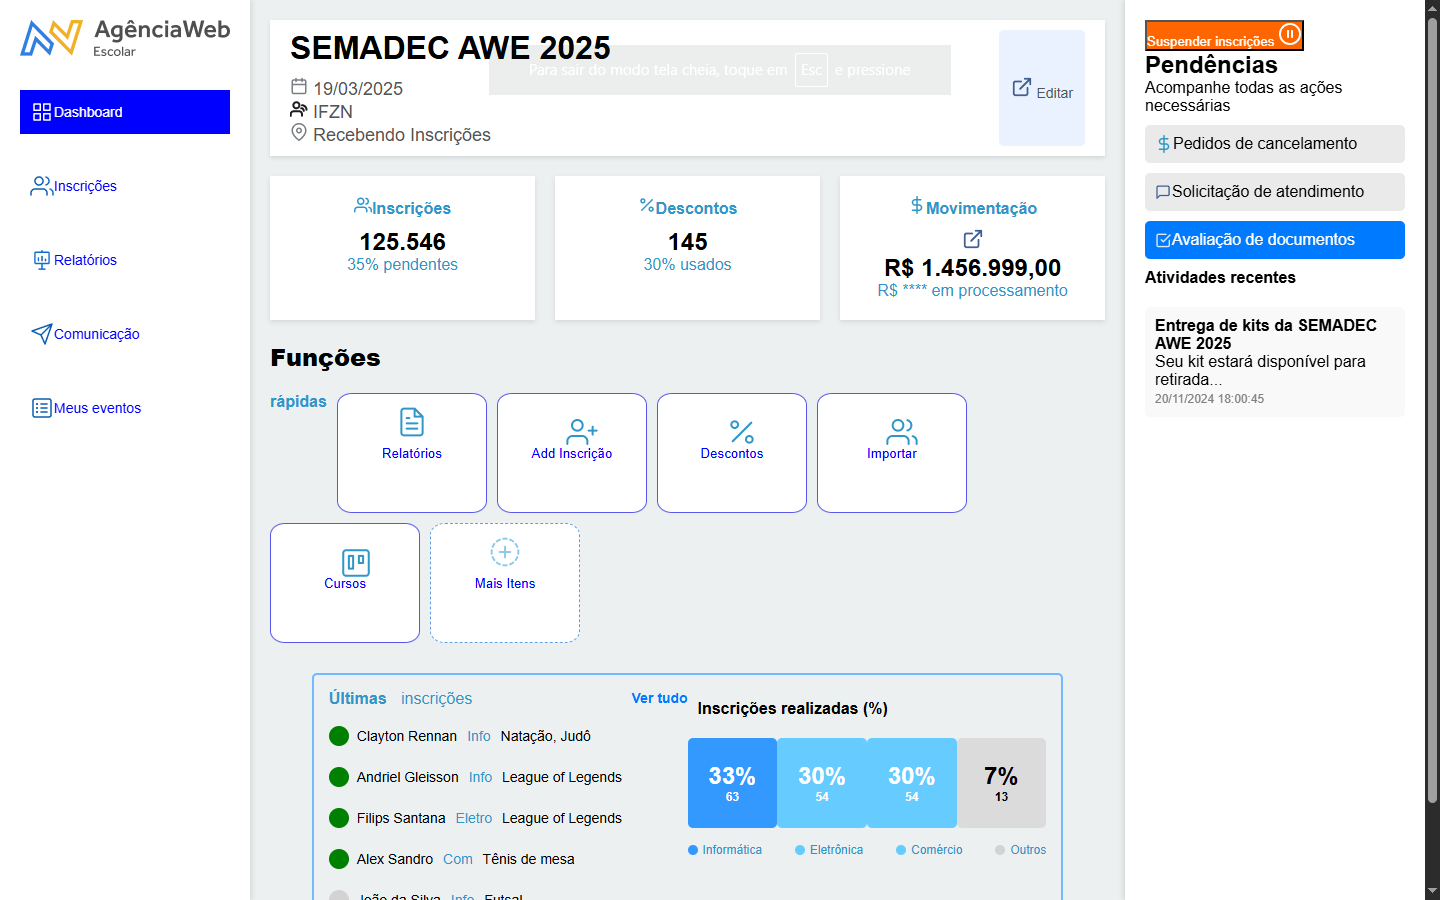 AgênciaWeb
Escolar
Dashboard
Inscrições
Relatórios
Comunicação
Meus eventos
SEMADEC AWE 2025
19/03/2025
IFZN
Recebendo Inscrições
Para sair do modo tela cheia, toque em Esc e pressione
Editar
Inscrições
125.546
35% pendentes
Descontos
145
30% usados
Movimentação
R$ 1.456.999,00
R$ **** em processamento
Funções
rápidas
Relatórios
Add Inscrição
Descontos
Importar
Cursos
Mais Itens
Últimas inscrições
Ver tudo
Clayton Rennan Info Natação, Judô
Andriel Gleisson Info League of Legends
Filips Santana Eletro League of Legends
Alex Sandro Com Tênis de mesa
João da Silva Info Futsal
Inscrições realizadas (%)
33%
63
30%
54
30%
54
7%
13
Informática
Eletrônica
Comércio
Outros
Suspender inscrições
Pendências
Acompanhe todas as ações
necessárias
Pedidos de cancelamento
Solicitação de atendimento
Avaliação de documentos
Atividades recentes
Entrega de kits da SEMADEC
AWE 2025
Seu kit estará disponível para
retirada...
20/11/2024 18:00:45